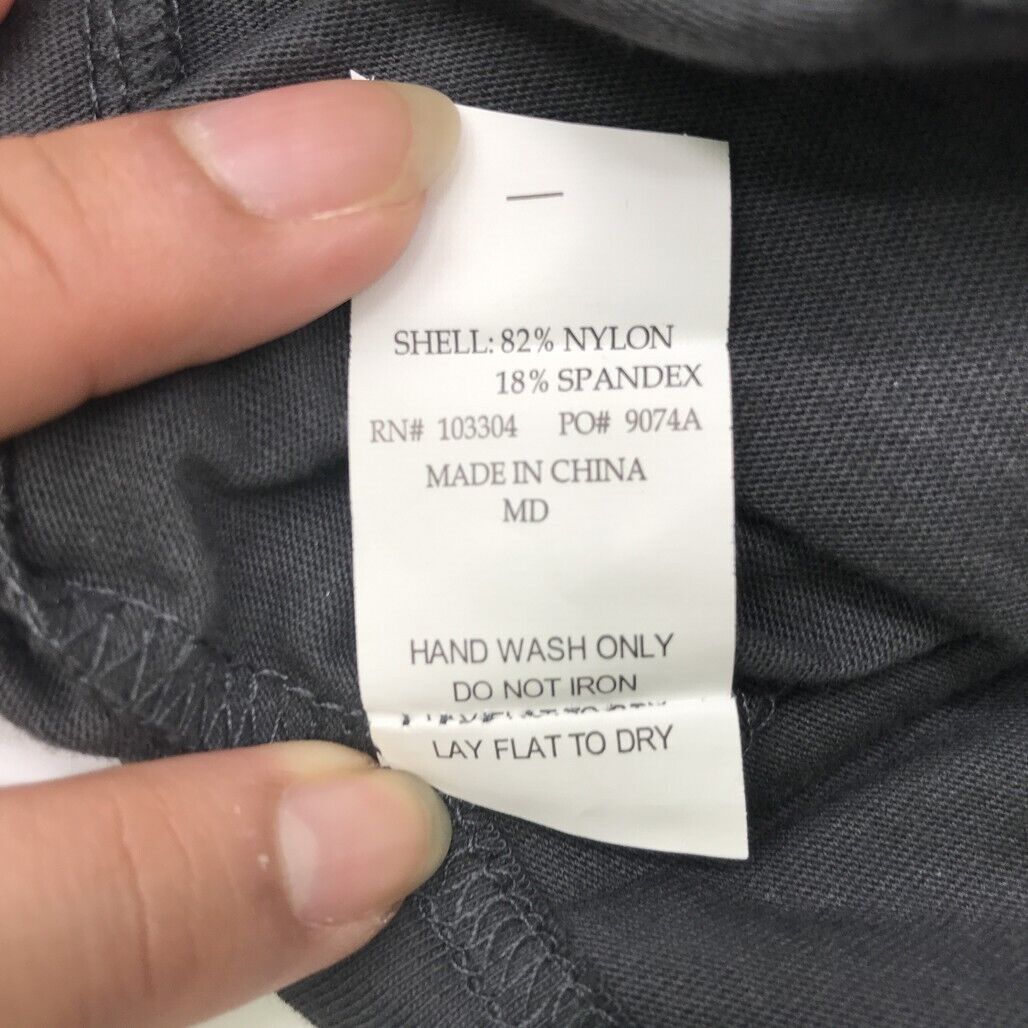 SHELL: 82% NYLON
18% SPANDEX
RN# 103304 PO# 9074A
MADE IN CHINA
MD
HAND WASH ONLY
DO NOT IRON
LAY FLAT TO DRY